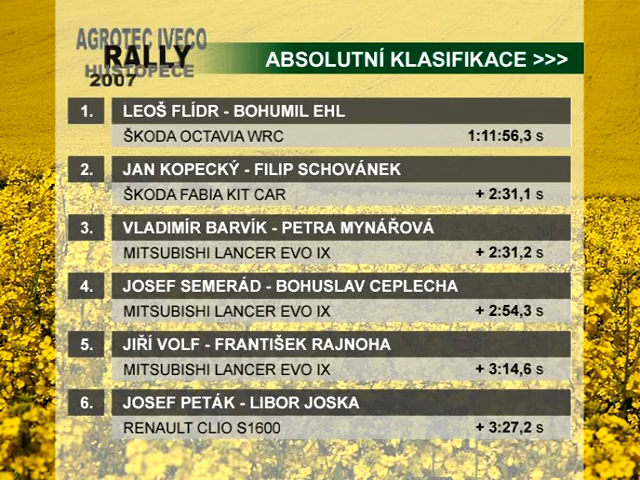 AGROTEC IVECO
RALLY
HUSTOPEČE
2007
ABSOLUTNÍ KLASIFIKACE >>>
1. LEOŠ FLÍDR - BOHUMIL EHL
ŠKODA OCTAVIA WRC 1:11:56,3 s
2. JAN KOPECKÝ - FILIP SCHOVÁNEK
ŠKODA FABIA KIT CAR + 2:31,1 s
3. VLADIMÍR BARVÍK - PETRA MYNÁŘOVÁ
MITSUBISHI LANCER EVO IX + 2:31,2 s
4. JOSEF SEMERÁD - BOHUSLAV CEPLECHA
MITSUBISHI LANCER EVO IX + 2:54,3 s
5. JIŘÍ VOLF - FRANTIŠEK RAJNOHA
MITSUBISHI LANCER EVO IX + 3:14,6 s
6. JOSEF PETÁK - LIBOR JOSKA
RENAULT CLIO S1600 + 3:27,2 s